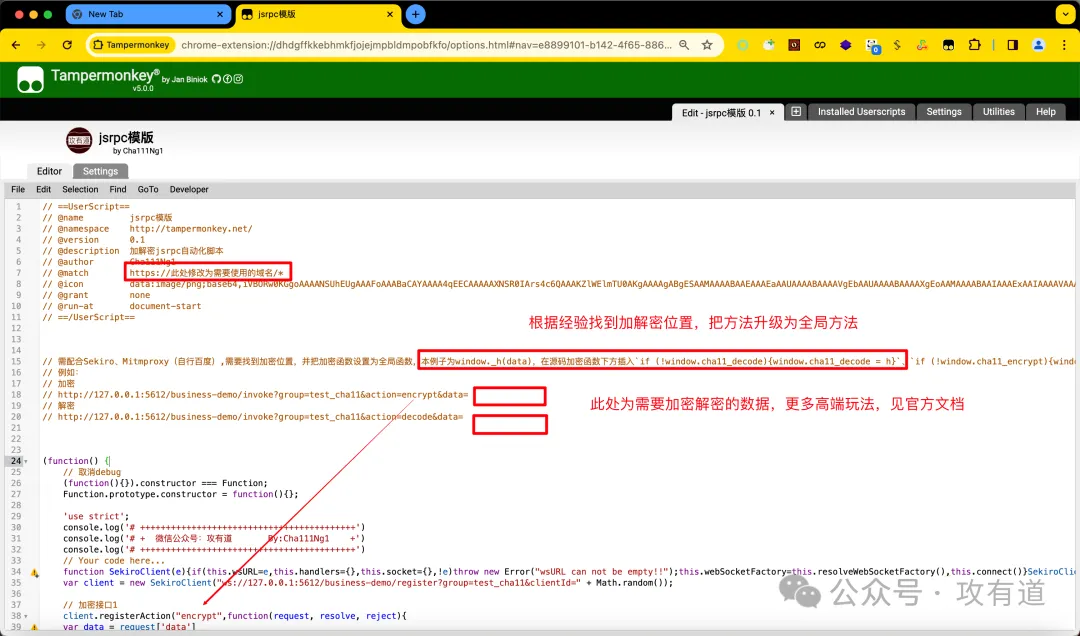 New Tab
jsrpc模版
Tampermonkey
chrome-extension://dhdgffkkebhmkfjojejmpbldmpobfkfo/options.html#nav=e8899101-b142-4f65-886...
Tampermonkey® by Jan Biniok
v5.0.0
Edit - jsrpc模版 0.1
Installed Userscripts
Settings
Utilities
Help
攻有道
jsrpc模版
by Cha111Ng1
Editor
Settings
File Edit Selection Find GoTo Developer
1 // ==UserScript==
2 // @name jsrpc模版
3 // @namespace http://tampermonkey.net/
4 // @version 0.1
5 // @description 加解密jsrpc自动化脚本
6 // @author Cha111Ng1
7 // @match https://此处修改为需要使用的域名/*
8 // @icon
9 // @grant none
10 // @run-at document-start
11 // ==/UserScript==
12
13
根据经验找到加解密位置，把方法升级为全局方法
14
15 // 需配合Sekiro、Mitmproxy（自行百度）,需要找到加密位置，并把加密函数设置为全局函数，本例子为window._h(data)，在源码加密函数下方插入`if (!window.cha11_decode){window.cha11_decode = h}`、`if (!window.cha11_encrypt){wind
16 // 例如:
17 // 加密
18 // http://127.0.0.1:5612/business-demo/invoke?group=test_cha11&action=encrypt&data=
此处为需要加密解密的数据，更多高端玩法，见官方文档
19 // 解密
20 // http://127.0.0.1:5612/business-demo/invoke?group=test_cha11&action=decode&data=
21
22
23
24 (function() {
25 // 取消debug
26 (function(){}).constructor === Function;
27 Function.prototype.constructor = function(){};
28
29 'use strict';
30 console.log('# ++++++++++++++++++++++++++++++++++++++++++')
31 console.log('# + 微信公众号: 攻有道 By:Cha111Ng1 +')
32 console.log('# ++++++++++++++++++++++++++++++++++++++++++')
33 // Your code here...
34 function SekiroClient(e){if(this.wsURL=e,this.handlers={},this.socket={},!e)throw new Error("wsURL can not be empty!!");this.webSocketFactory=this.resolveWebSocketFactory(),this.connect()}SekiroClien
35 var client = new SekiroClient("ws://127.0.0.1:5612/business-demo/register?group=test_cha11&clientId=" + Math.random());
36
37 // 加密接口1
38 client.registerAction("encrypt",function(request, resolve, reject){
39 var data = request['data']
公众号 · 攻有道